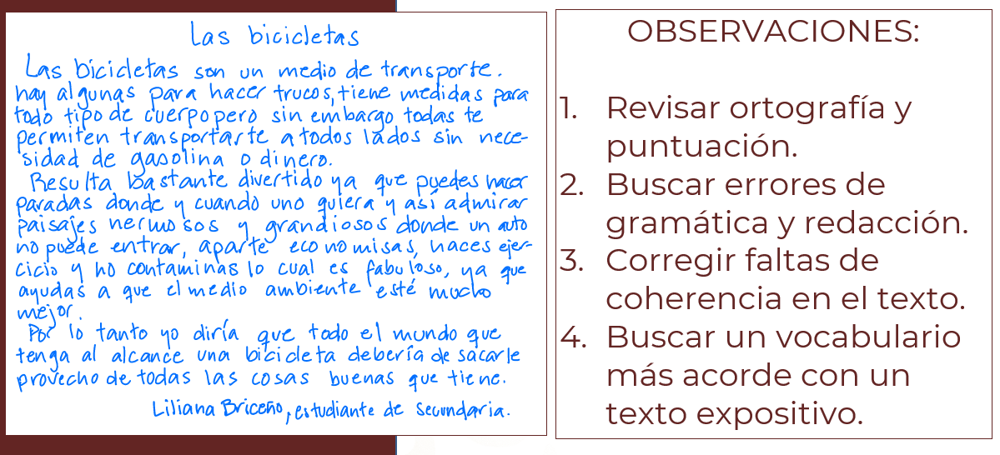 Las bicicletas
Las bicicletas son un medio de transporte.
hay algunas para hacer trucos, tiene medidas para
todo tipo de cuerpo pero sin embargo todas te
permiten transportarte a todos lados sin nece-
sidad de gasolina o dinero.
Resulta bastante divertido ya que puedes hacer
paradas donde y cuando uno quiera y así admirar
paisajes hermosos y grandiosos donde un auto
no puede entrar, aparte economisas, haces ejer-
cicio y no contaminas lo cual es fabuloso, ya que
ayudas a que el medio ambiente esté mucho
mejor.
Por lo tanto yo diría que todo el mundo que
tenga al alcance una bicicleta debería de sacarle
provecho de todas las cosas buenas que tiene.
Liliana Briceño, estudiante de secundaria.
OBSERVACIONES:
1. Revisar ortografía y
puntuación.
2. Buscar errores de
gramática y redacción.
3. Corregir faltas de
coherencia en el texto.
4. Buscar un vocabulario
más acorde con un
texto expositivo.